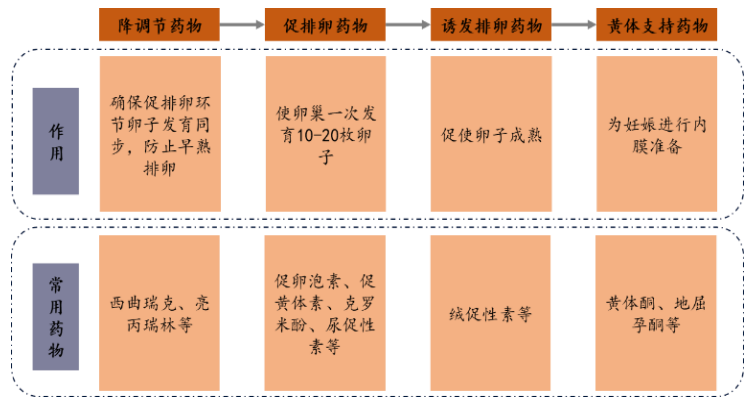 降调节药物
促排卵药物
诱发排卵药物
黄体支持药物
作
用
确保促排卵环
节卵子发育同
步，防止早熟
排卵
使卵巢一次发
育10-20枚卵
子
促使卵子成熟
为妊娠进行内
膜准备
常
用
药
物
西曲瑞克、亮
丙瑞林等
促卵泡素、促
黄体素、克罗
米酚、尿促性
素等
绒促性素等
黄体酮、地屈
孕酮等